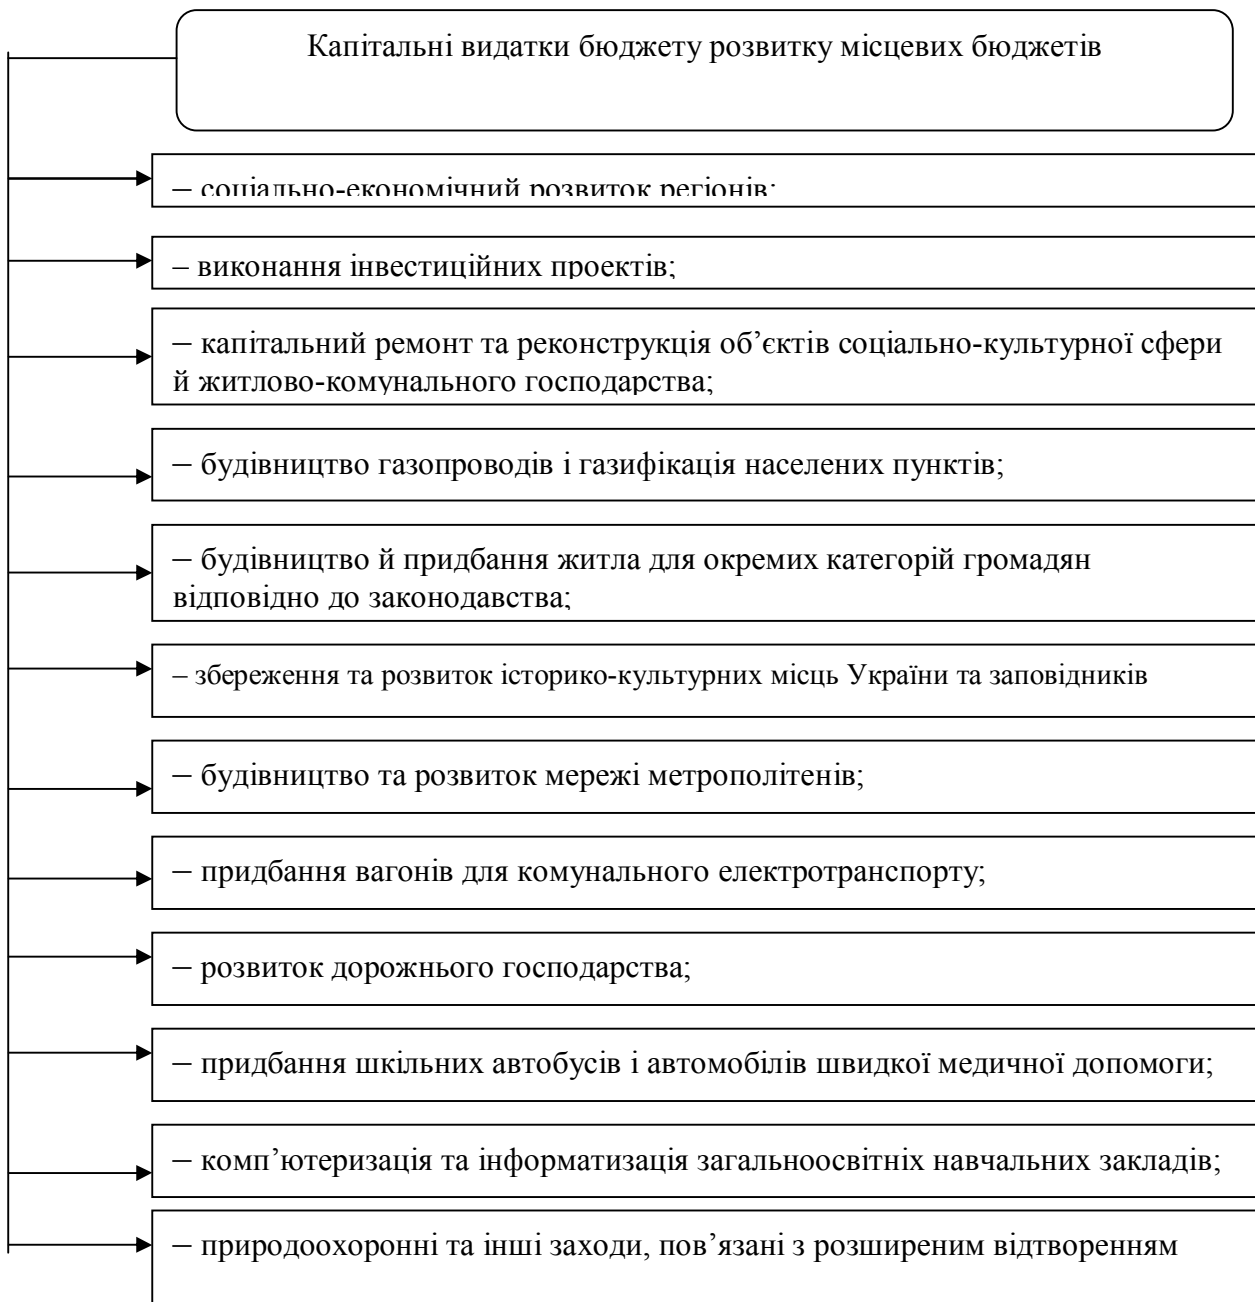 Капітальні видатки бюджету розвитку місцевих бюджетів
– соціально-економічний розвиток регіонів;
– виконання інвестиційних проектів;
– капітальний ремонт та реконструкція об’єктів соціально-культурної сфери
й житлово-комунального господарства;
– будівництво газопроводів і газифікація населених пунктів;
– будівництво й придбання житла для окремих категорій громадян
відповідно до законодавства;
– збереження та розвиток історико-культурних місць України та заповідників
– будівництво та розвиток мережі метрополітенів;
– придбання вагонів для комунального електротранспорту;
– розвиток дорожнього господарства;
– придбання шкільних автобусів і автомобілів швидкої медичної допомоги;
– комп’ютеризація та інформатизація загальноосвітніх навчальних закладів;
– природоохоронні та інші заходи, пов’язані з розширеним відтворенням